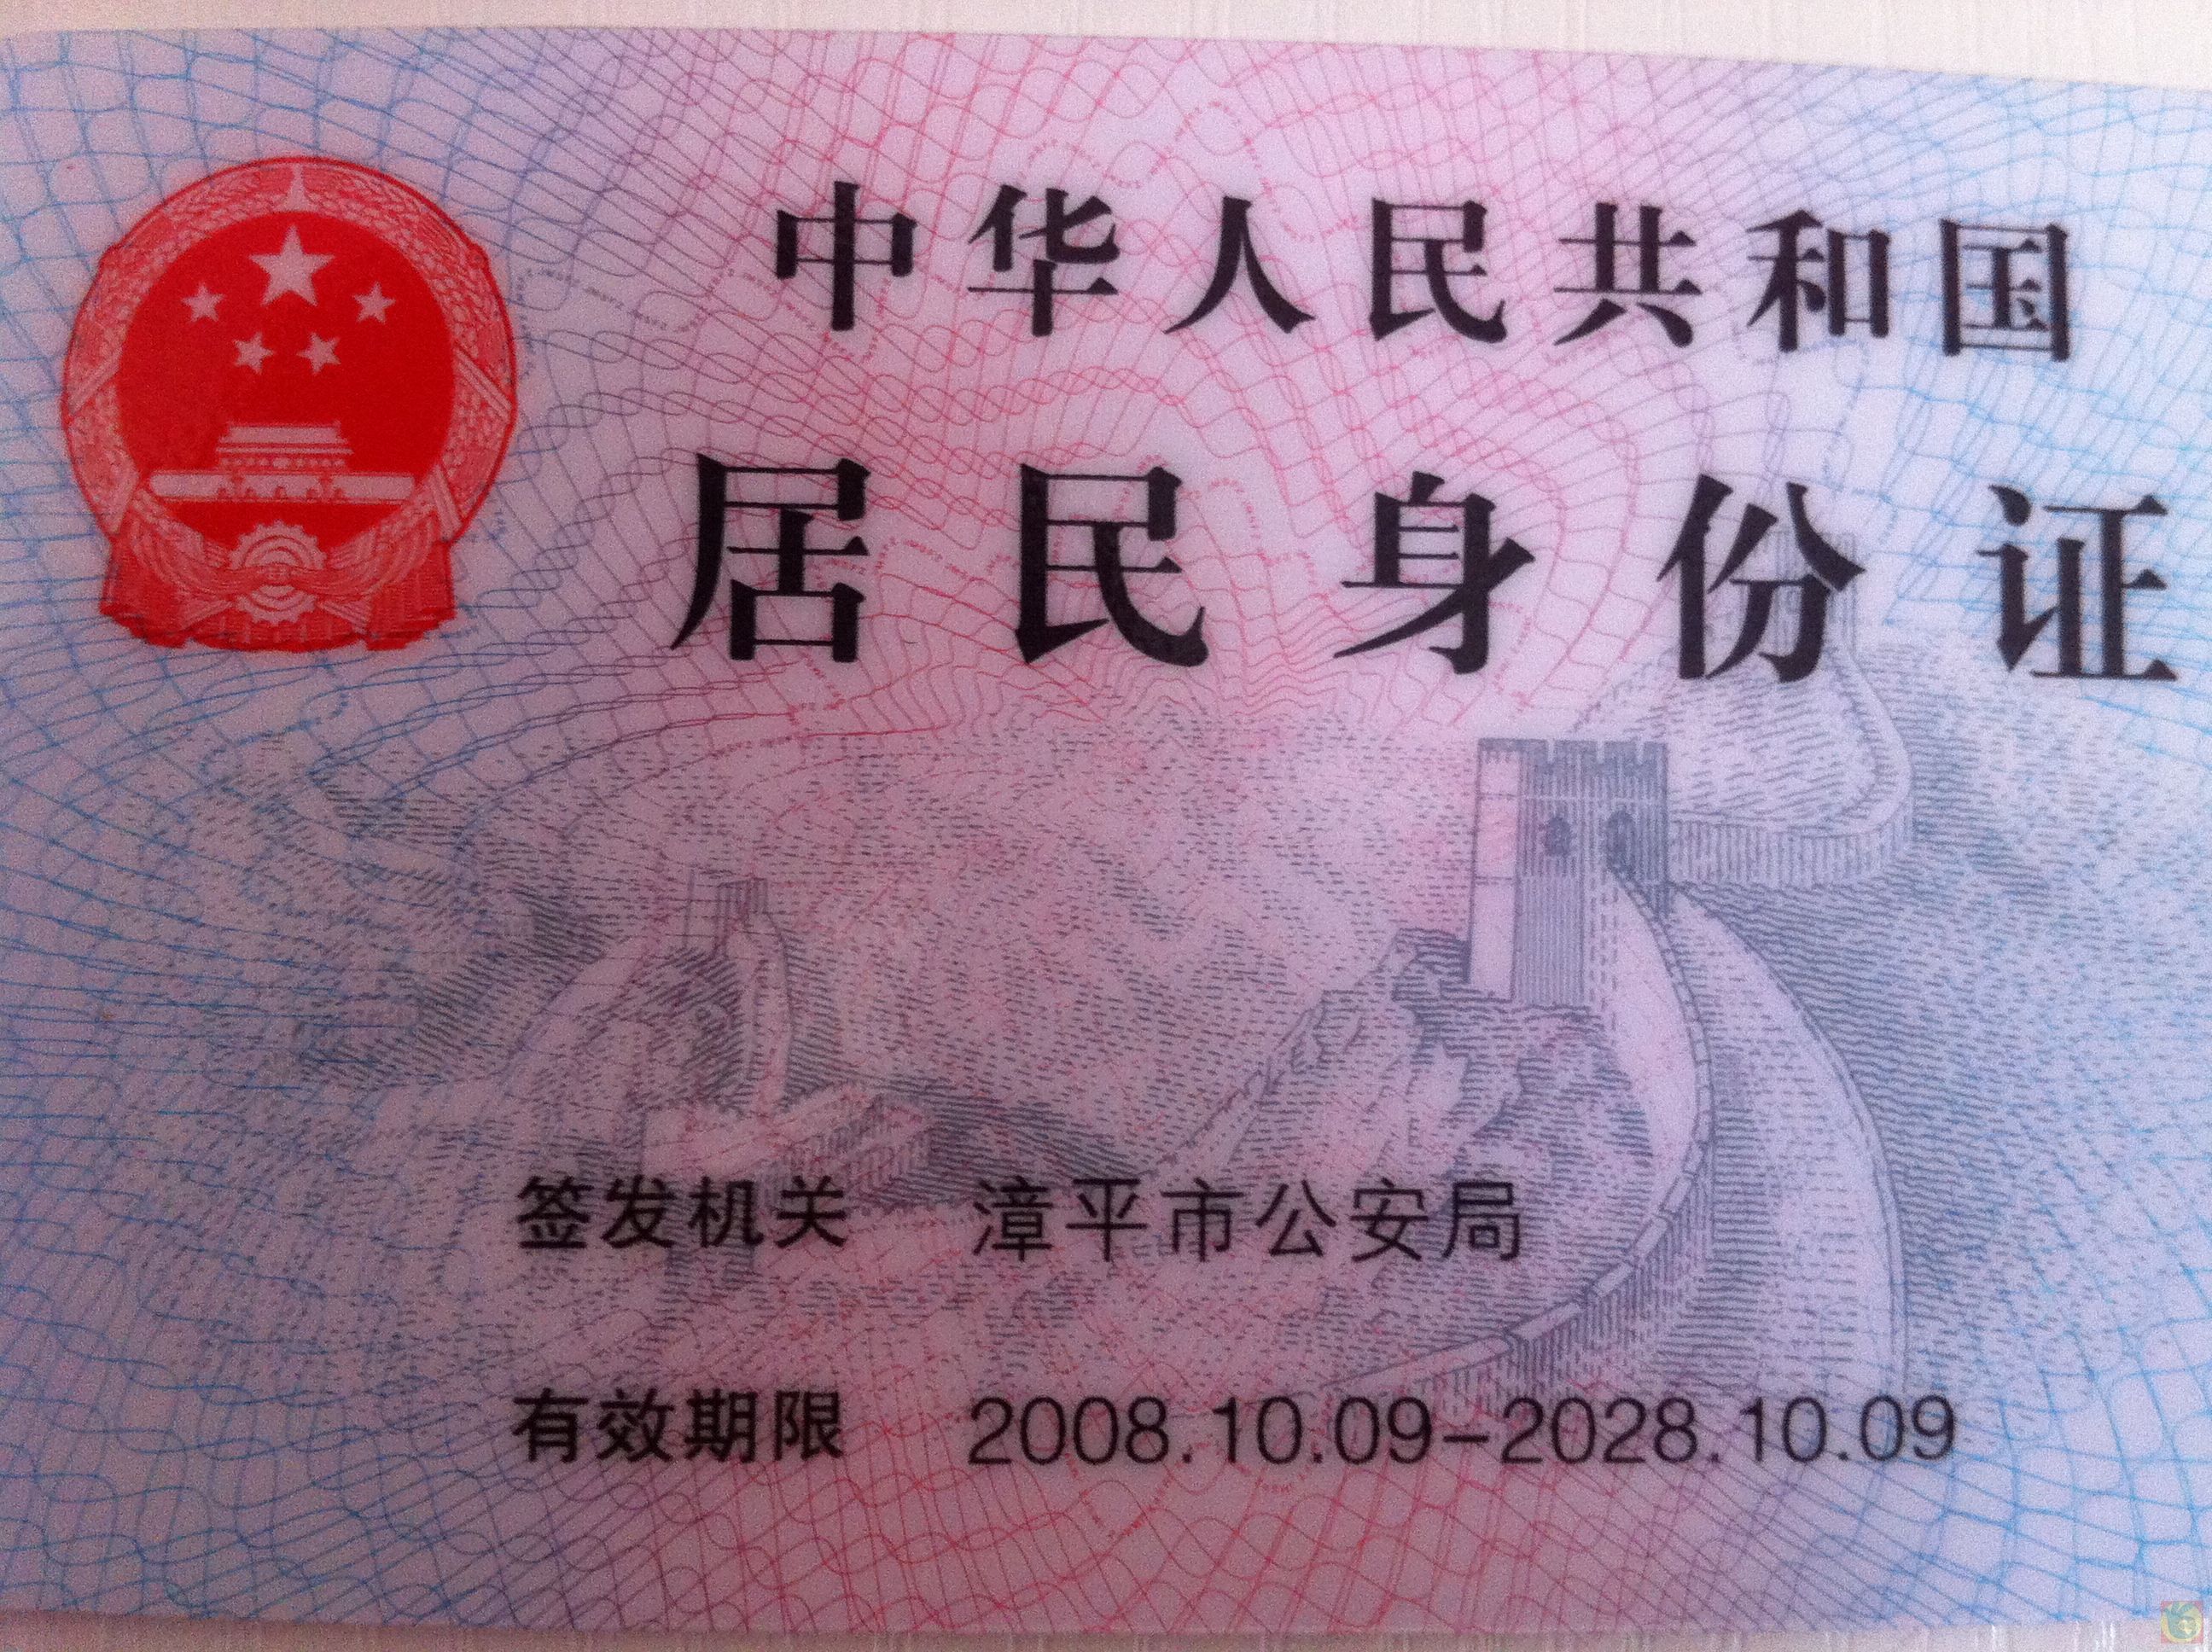 中华人民共和国
居民身份证
签发机关 漳平市公安局
有效期限 2008.10.09-2028.10.09